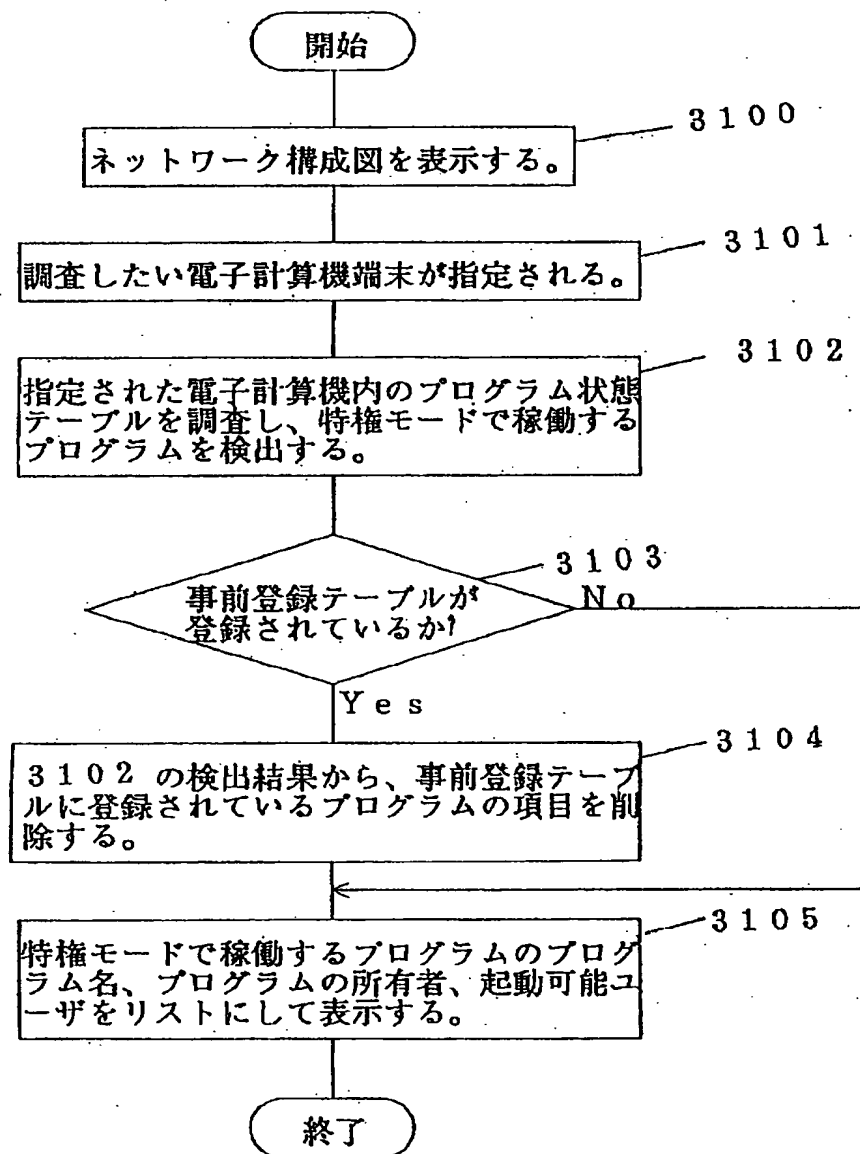 開始
3100
ネットワーク構成図を表示する。
3101
調査したい電子計算機端末が指定される。
3102
指定された電子計算機内のプログラム状態
テーブルを調査し、特権モードで稼働する
プログラムを検出する。
3103
事前登録テーブルが
登録されているか?
No
Yes
3104
3102の検出結果から、事前登録テーブ
ルに登録されているプログラムの項目を削
除する。
3105
特権モードで稼働するプログラムのプログ
ラム名、プログラムの所有者、起動可能ユ
ーザをリストにして表示する。
終了